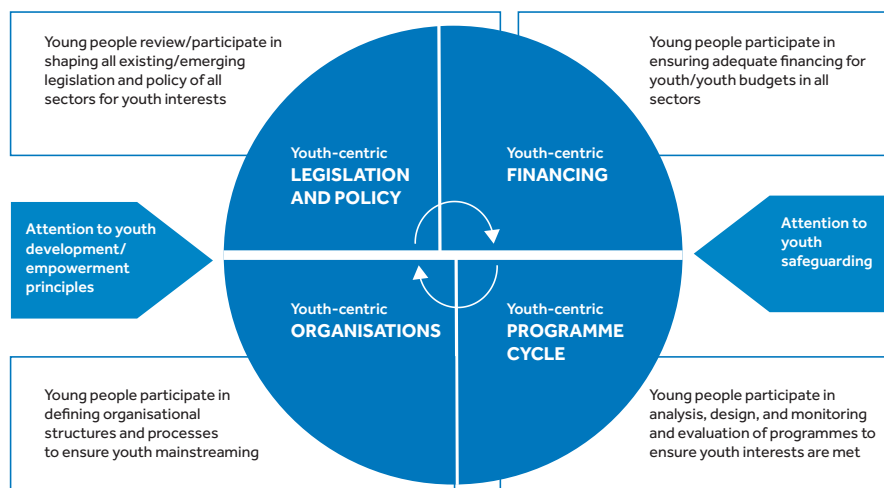 Young people review/participate in
shaping all existing/emerging
legislation and policy of all
sectors for youth interests
Young people participate in
ensuring adequate financing for
youth/youth budgets in all
sectors
Youth-centric
LEGISLATION
AND POLICY
Youth-centric
FINANCING
Attention to youth
development/
empowerment
principles
Attention to
youth
safeguarding
Youth-centric
ORGANISATIONS
Youth-centric
PROGRAMME
CYCLE
Young people participate in
defining organisational
structures and processes
to ensure youth mainstreaming
Young people participate in
analysis, design, and monitoring
and evaluation of programmes to
ensure youth interests are met